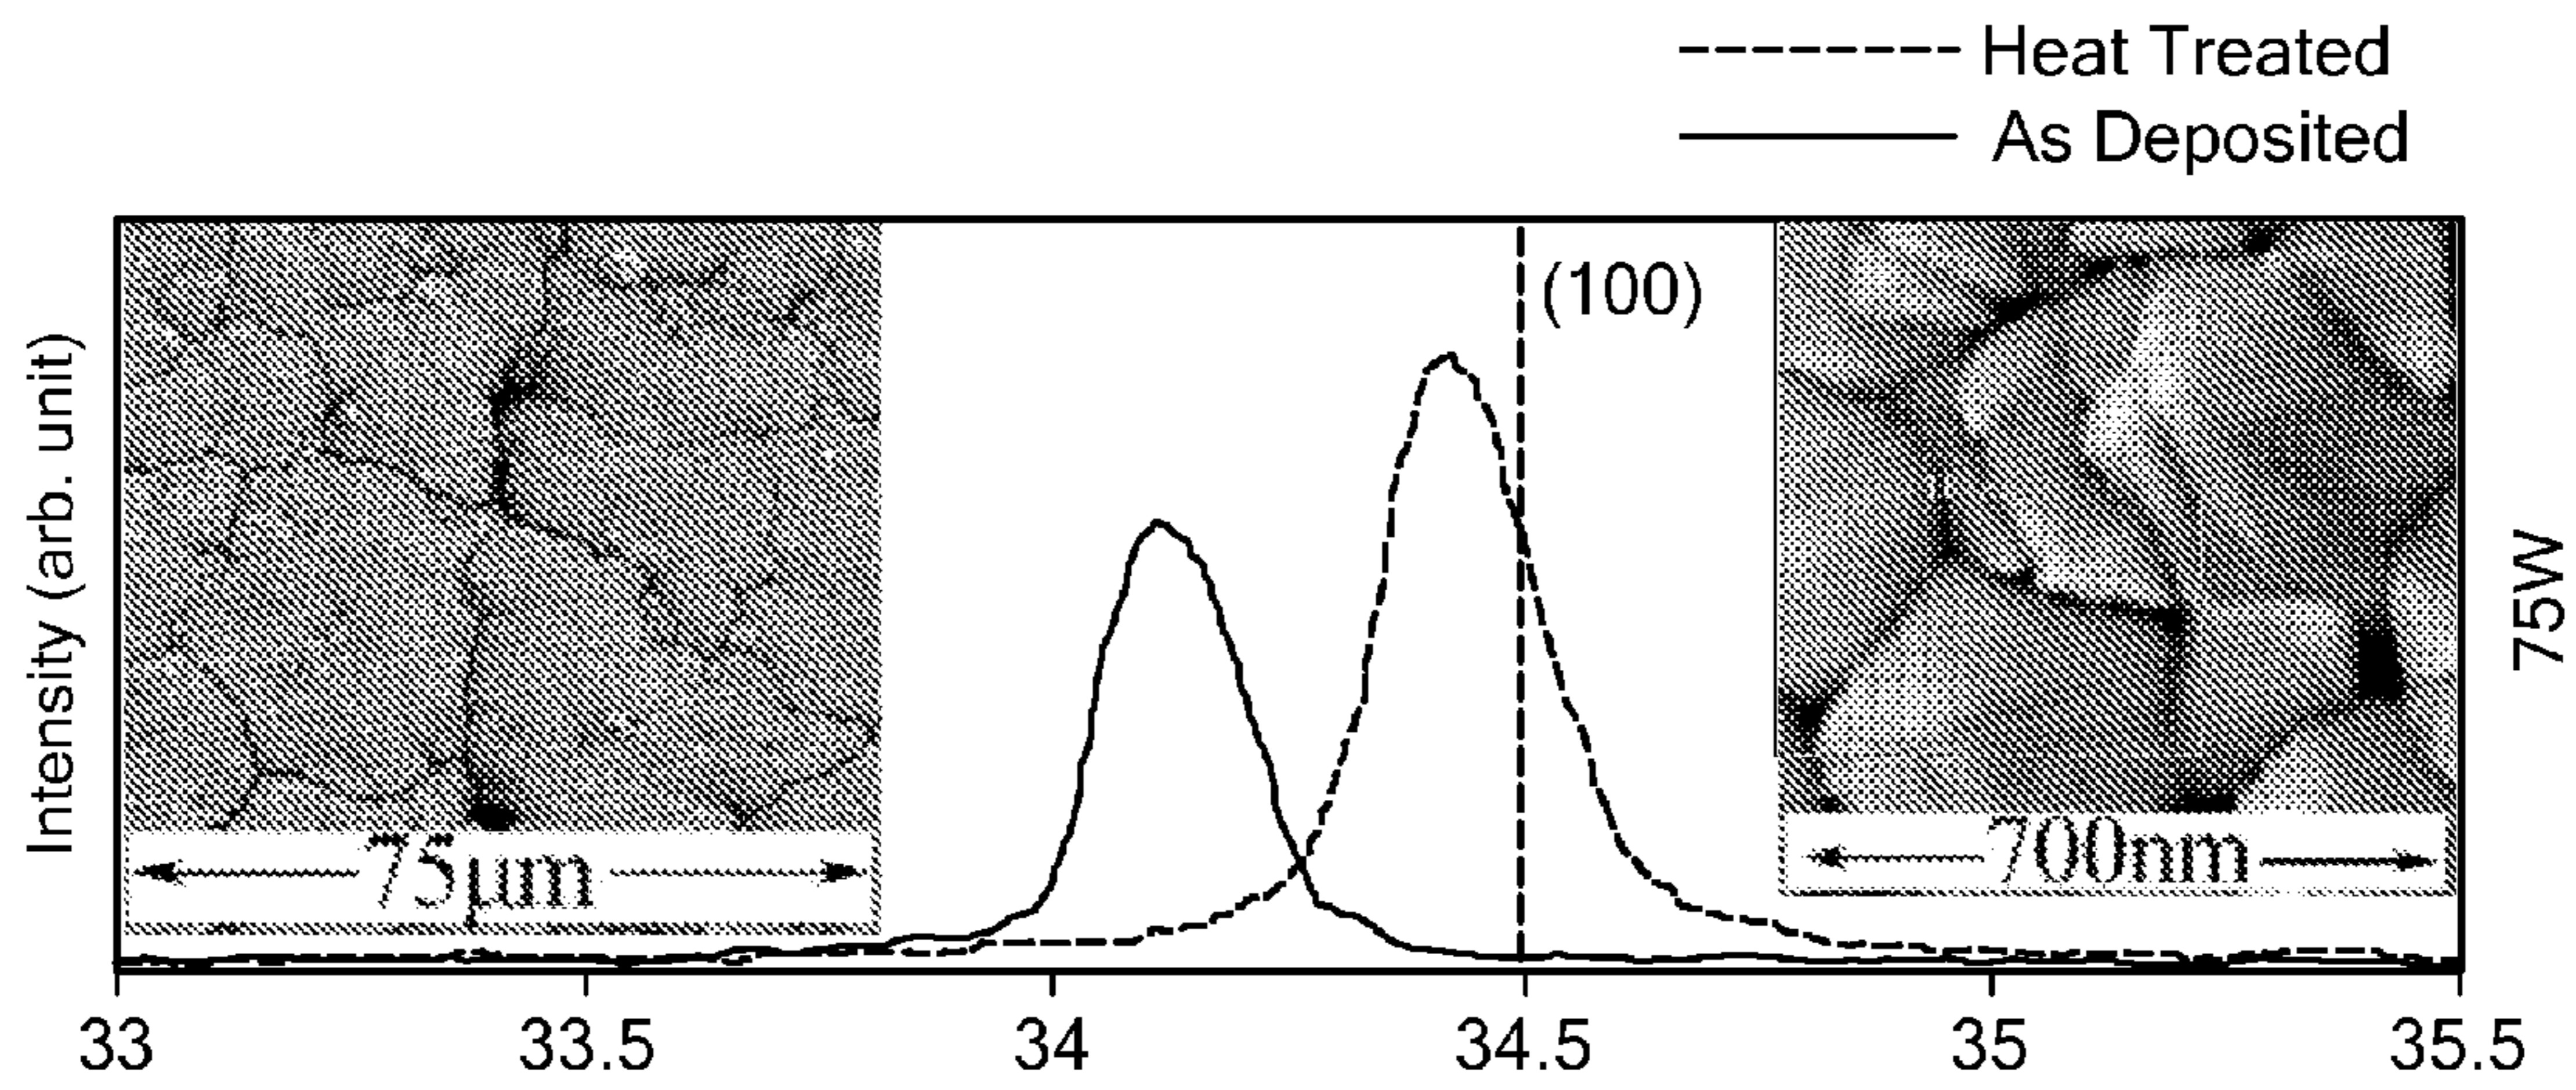 Heat Treated
As Deposited
Intensity (arb. unit)
(100)
75µm
700nm
75W
33 33.5 34 34.5 35 35.5